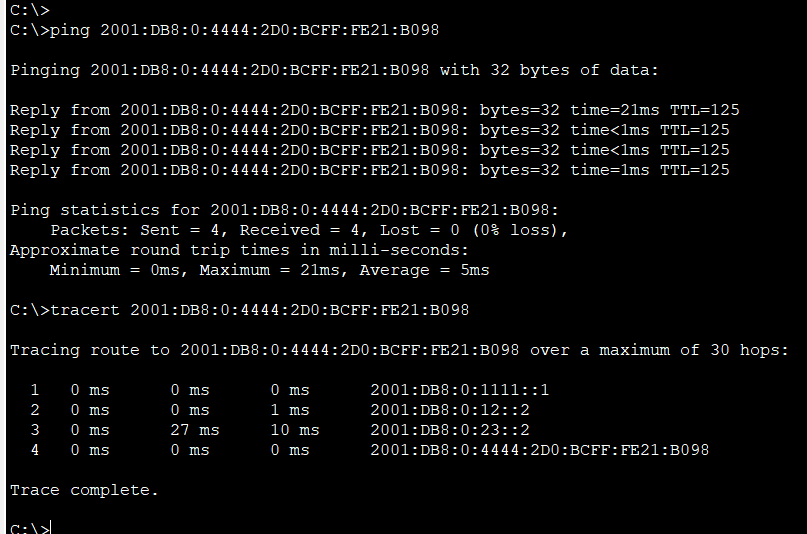 C:\>
C:\>ping 2001:DB8:0:4444:2D0:BCFF:FE21:B098
Pinging 2001:DB8:0:4444:2D0:BCFF:FE21:B098 with 32 bytes of data:
Reply from 2001:DB8:0:4444:2D0:BCFF:FE21:B098: bytes=32 time=21ms TTL=125
Reply from 2001:DB8:0:4444:2D0:BCFF:FE21:B098: bytes=32 time<1ms TTL=125
Reply from 2001:DB8:0:4444:2D0:BCFF:FE21:B098: bytes=32 time<1ms TTL=125
Reply from 2001:DB8:0:4444:2D0:BCFF:FE21:B098: bytes=32 time=1ms TTL=125
Ping statistics for 2001:DB8:0:4444:2D0:BCFF:FE21:B098:
    Packets: Sent = 4, Received = 4, Lost = 0 (0% loss),
Approximate round trip times in milli-seconds:
    Minimum = 0ms, Maximum = 21ms, Average = 5ms
C:\>tracert 2001:DB8:0:4444:2D0:BCFF:FE21:B098
Tracing route to 2001:DB8:0:4444:2D0:BCFF:FE21:B098 over a maximum of 30 hops:
  1   0 ms      0 ms      0 ms      2001:DB8:0:1111::1
  2   0 ms      0 ms      1 ms      2001:DB8:0:12::2
  3   0 ms      27 ms     10 ms     2001:DB8:0:23::2
  4   0 ms      0 ms      0 ms      2001:DB8:0:4444:2D0:BCFF:FE21:B098
Trace complete.
C:\>